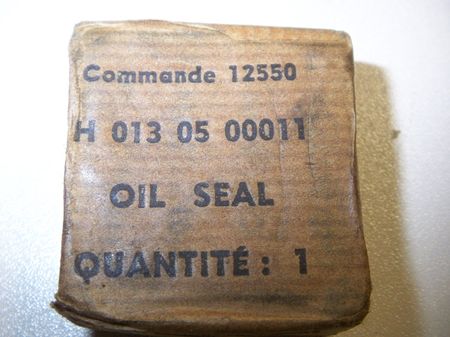 Commande 12550
H 013 05 00011
OIL SEAL
QUANTITÉ : 1